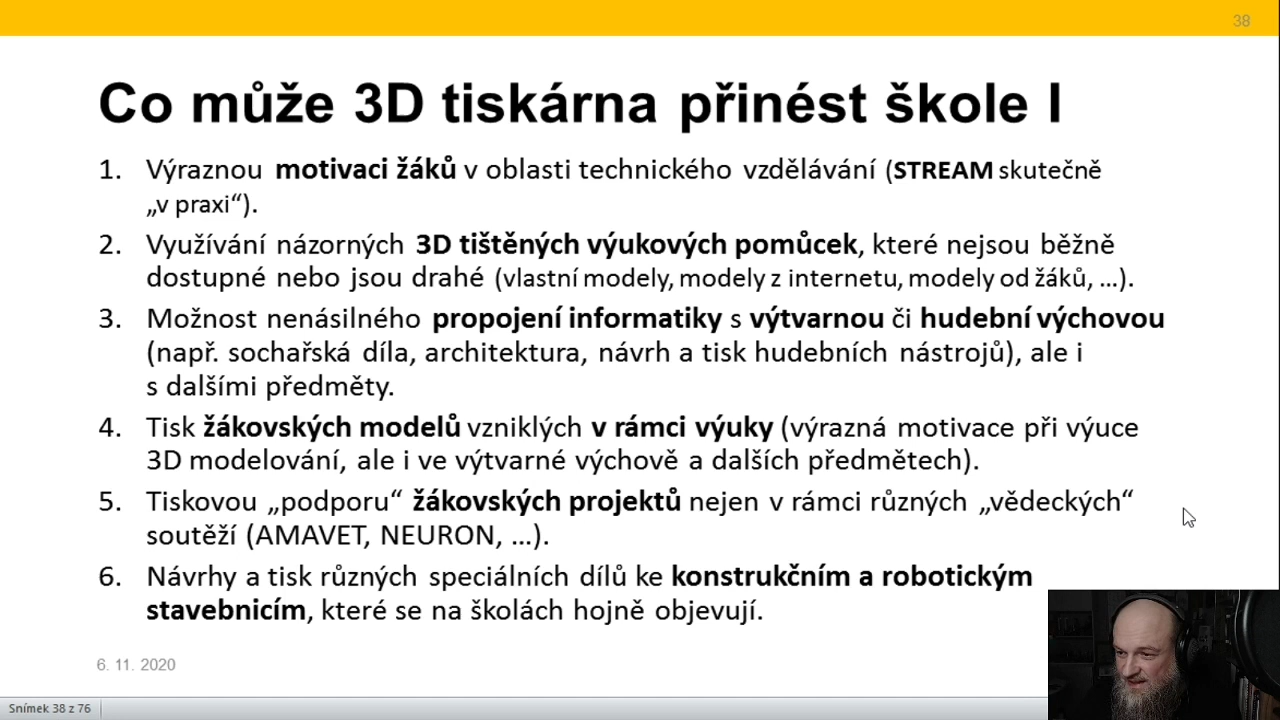 38
Co může 3D tiskárna přinést škole I
1. Výraznou motivaci žáků v oblasti technického vzdělávání (STREAM skutečně
„v praxi“).
2. Využívání názorných 3D tištěných výukových pomůcek, které nejsou běžně
dostupné nebo jsou drahé (vlastní modely, modely z internetu, modely od žáků, …).
3. Možnost nenásilného propojení informatiky s výtvarnou či hudební výchovou
(např. sochařská díla, architektura, návrh a tisk hudebních nástrojů), ale i
s dalšími předměty.
4. Tisk žákovských modelů vzniklých v rámci výuky (výrazná motivace při výuce
3D modelování, ale i ve výtvarné výchově a dalších předmětech).
5. Tiskovou „podporu“ žákovských projektů nejen v rámci různých „vědeckých“
soutěží (AMAVET, NEURON, …).
6. Návrhy a tisk různých speciálních dílů ke konstrukčním a robotickým
stavebnicím, které se na školách hojně objevují.
6. 11. 2020
Snímek 38 z 76